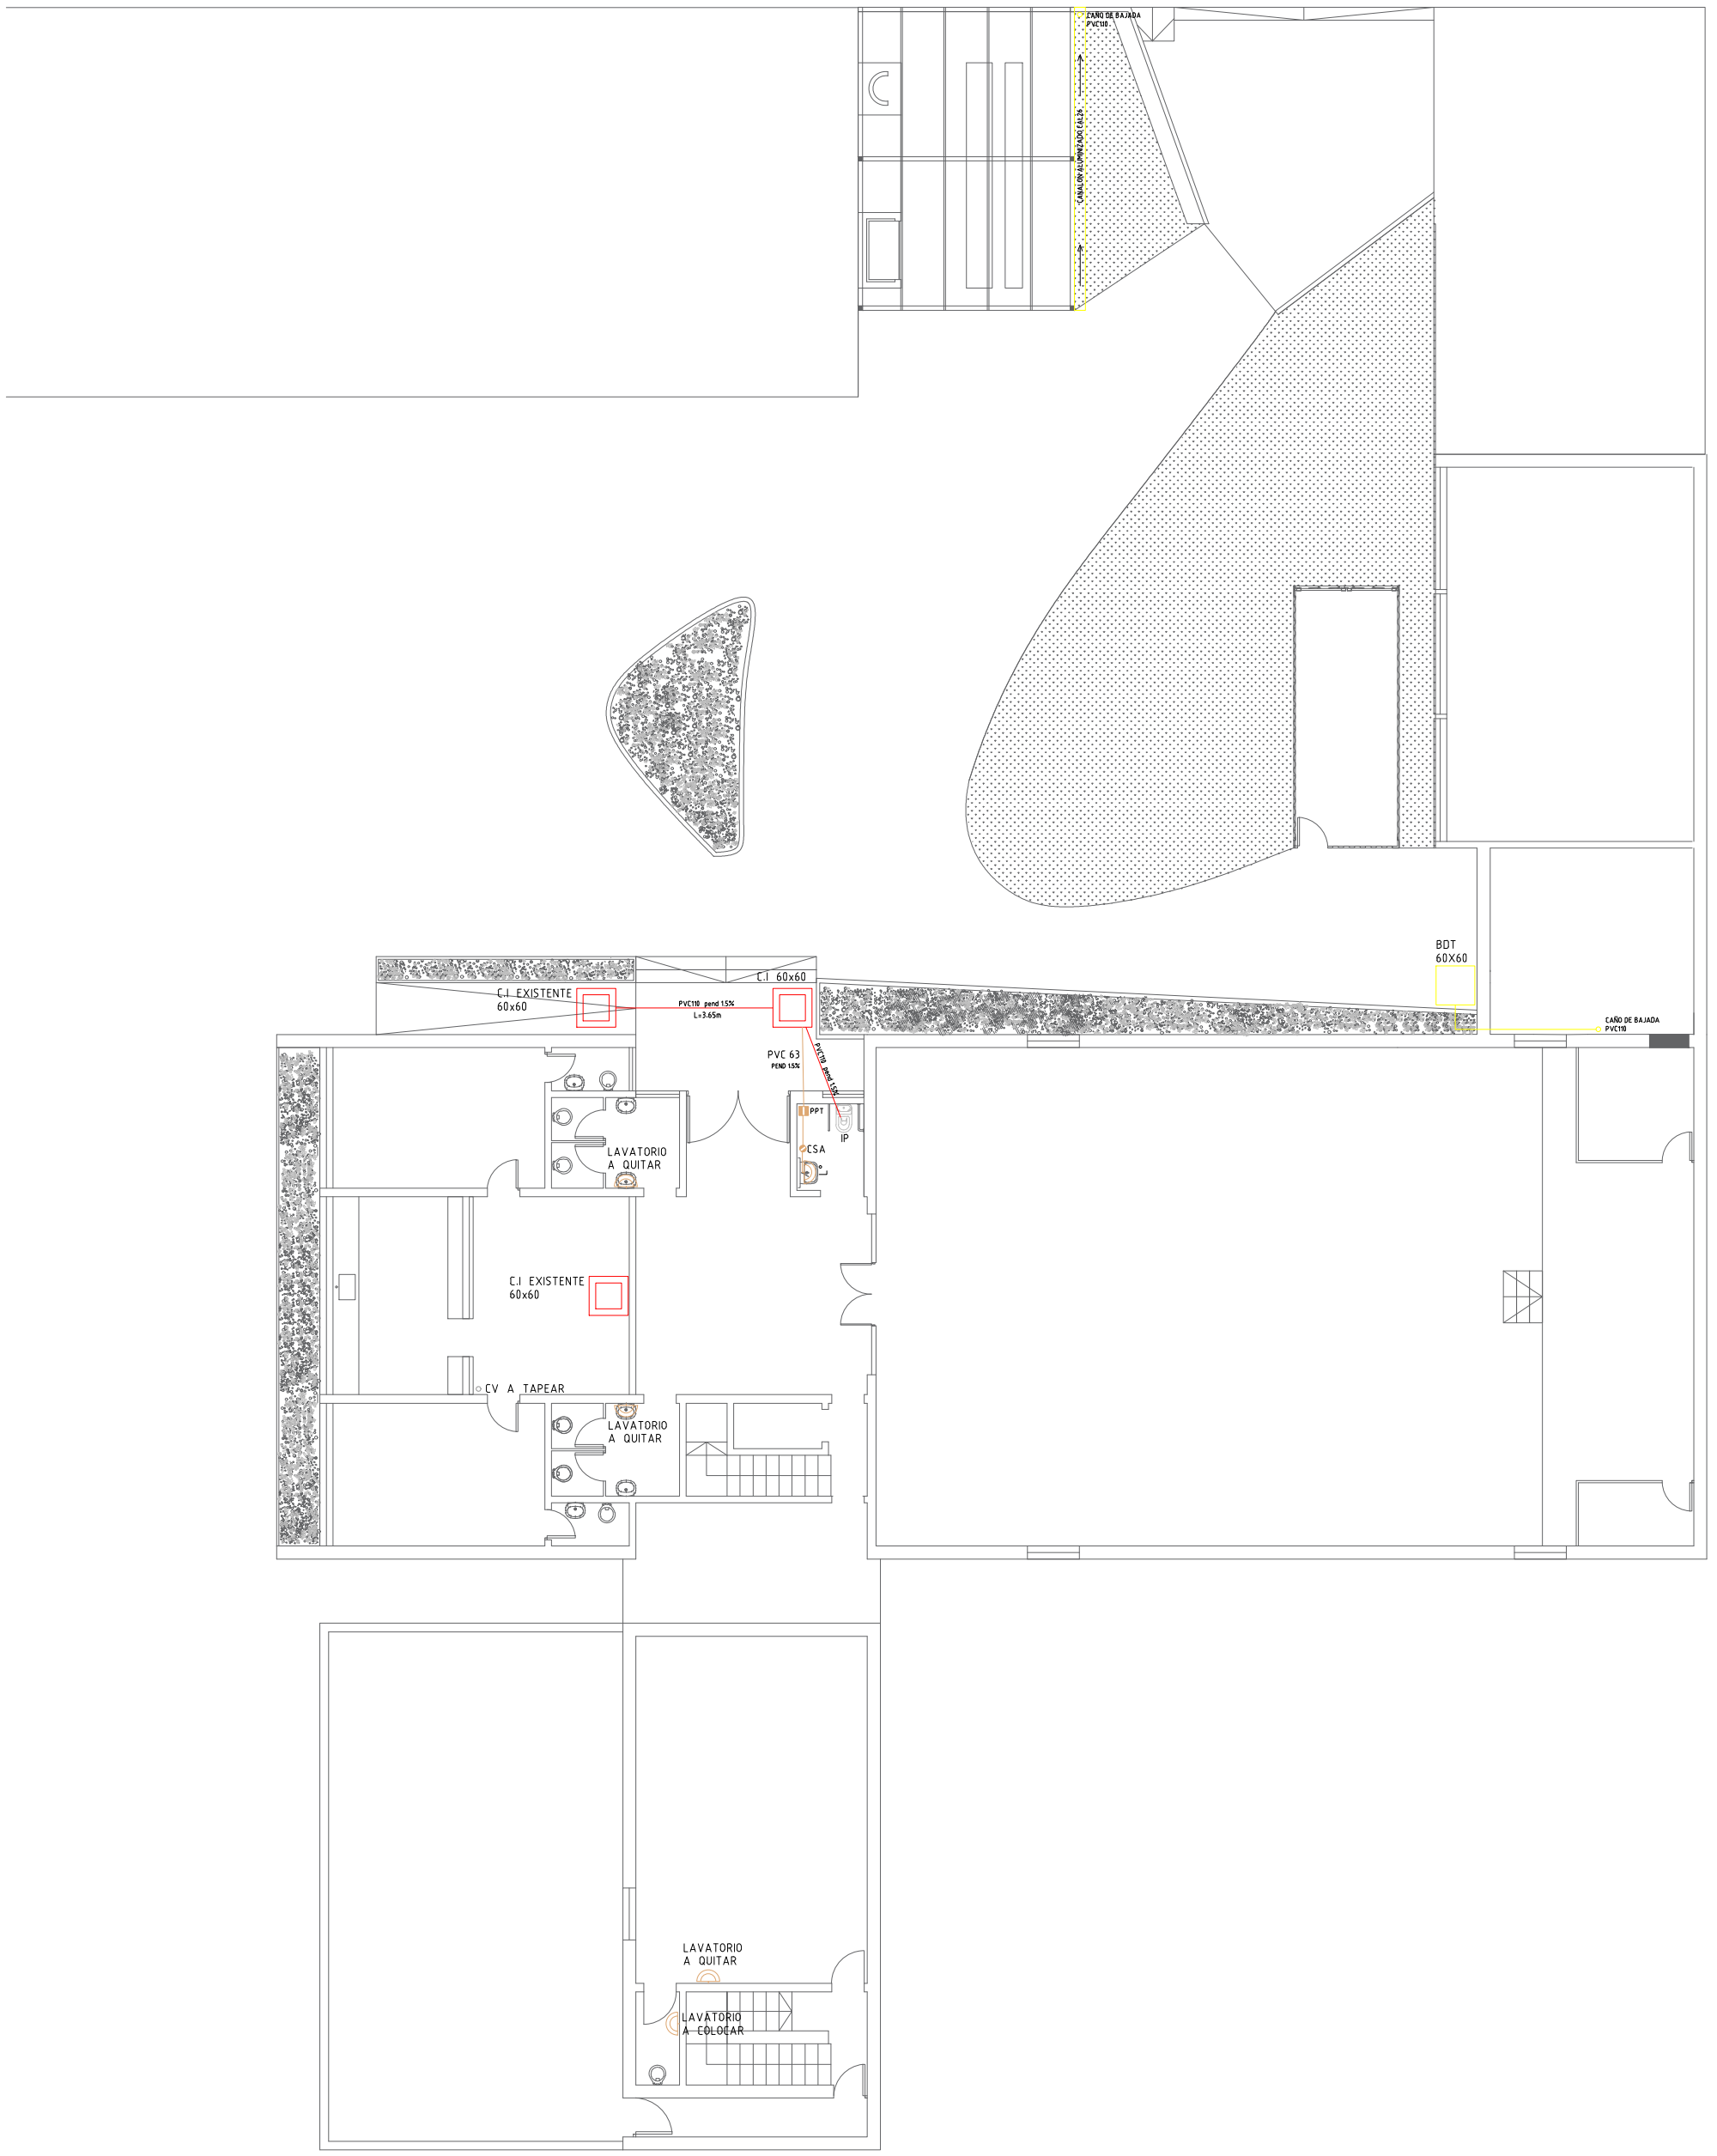 CAÑO DE BAJADA
PVC110
CANALON ALUMINIZADO CAL26
BDT
60X60
CAÑO DE BAJADA
PVC110
C.I 60x60
C.I EXISTENTE
60x60
PVC110 pend 1.5%
L=3.65m
PVC 63
PEND 1.5%
PVC110 pend 1.5%
PPT
IP
CSA
L°
LAVATORIO
A QUITAR
C.I EXISTENTE
60x60
CV A TAPEAR
LAVATORIO
A QUITAR
LAVATORIO
A QUITAR
LAVATORIO
A COLOCAR